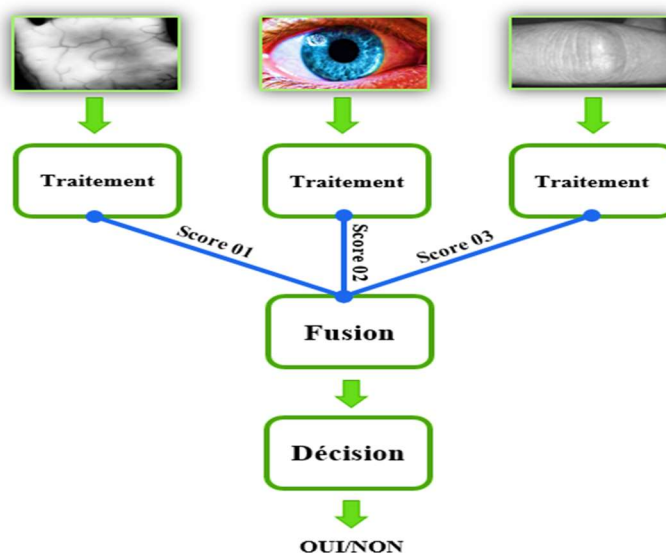 Traitement
Traitement
Traitement
Score 01
Score 02
Score 03
Fusion
Décision
OUI/NON